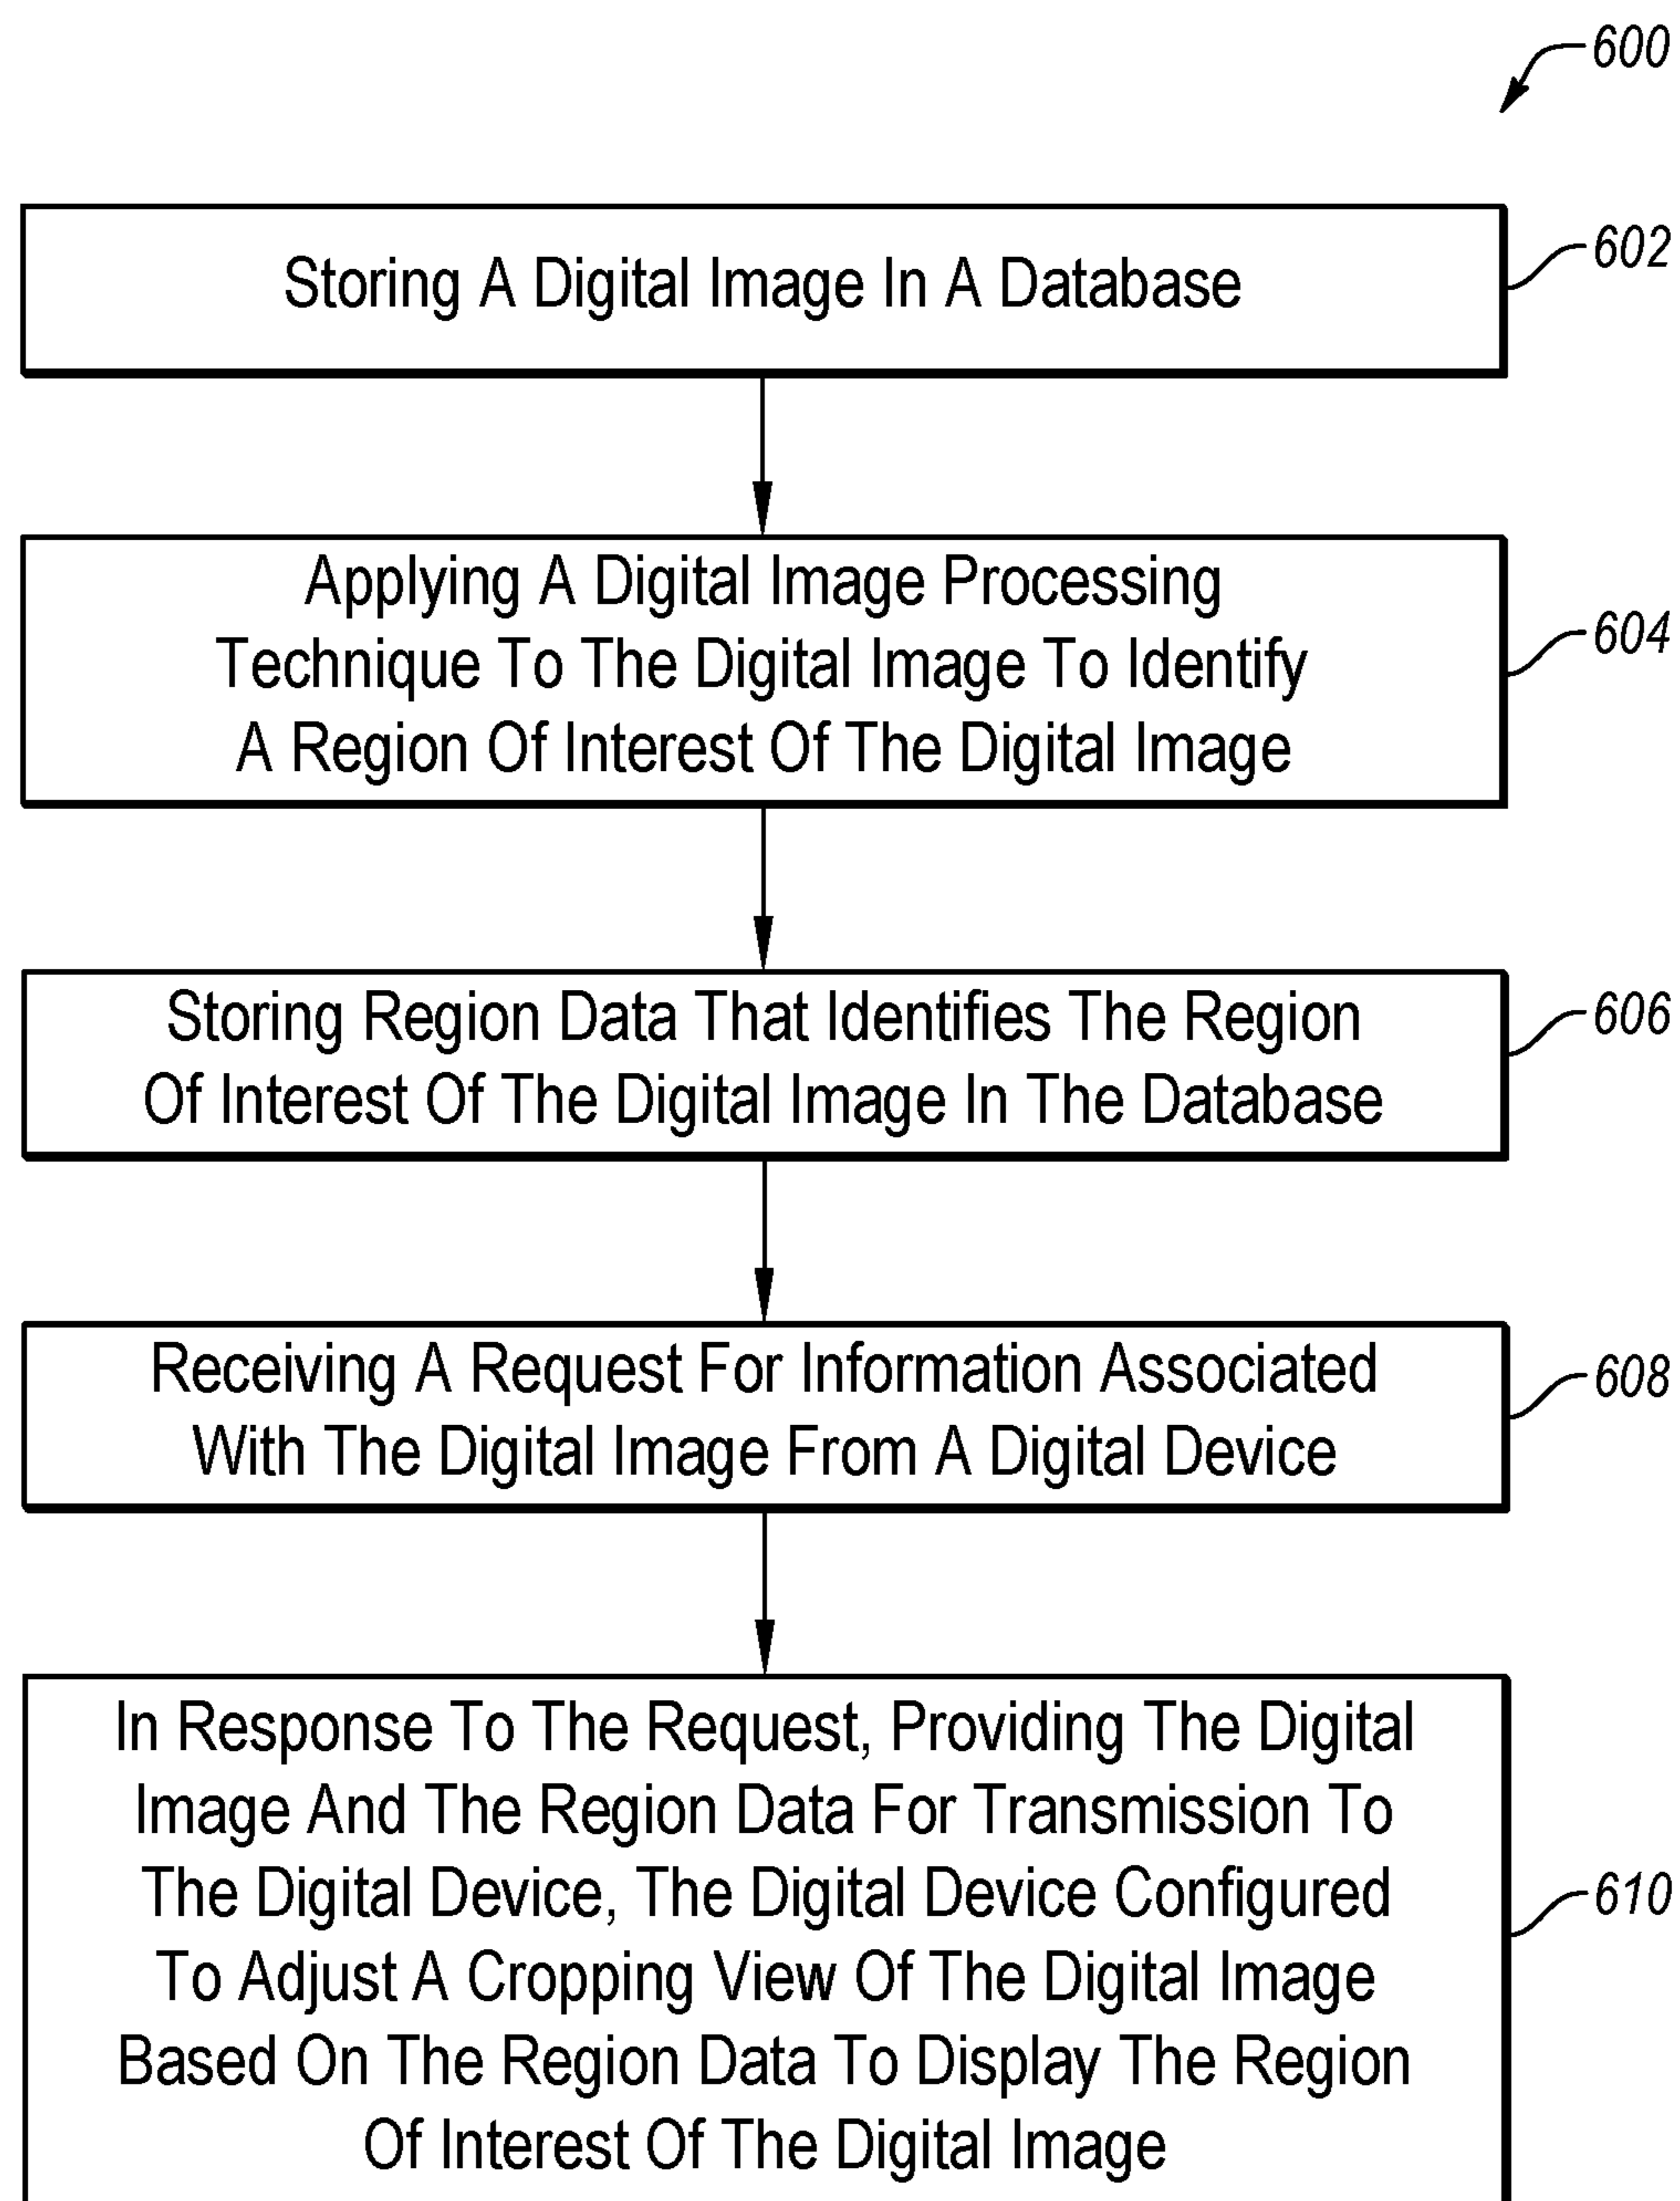 600
Storing A Digital Image In A Database
602
Applying A Digital Image Processing
Technique To The Digital Image To Identify
A Region Of Interest Of The Digital Image
604
Storing Region Data That Identifies The Region
Of Interest Of The Digital Image In The Database
606
Receiving A Request For Information Associated
With The Digital Image From A Digital Device
608
In Response To The Request, Providing The Digital
Image And The Region Data For Transmission To
The Digital Device, The Digital Device Configured
To Adjust A Cropping View Of The Digital Image
Based On The Region Data To Display The Region
Of Interest Of The Digital Image
610